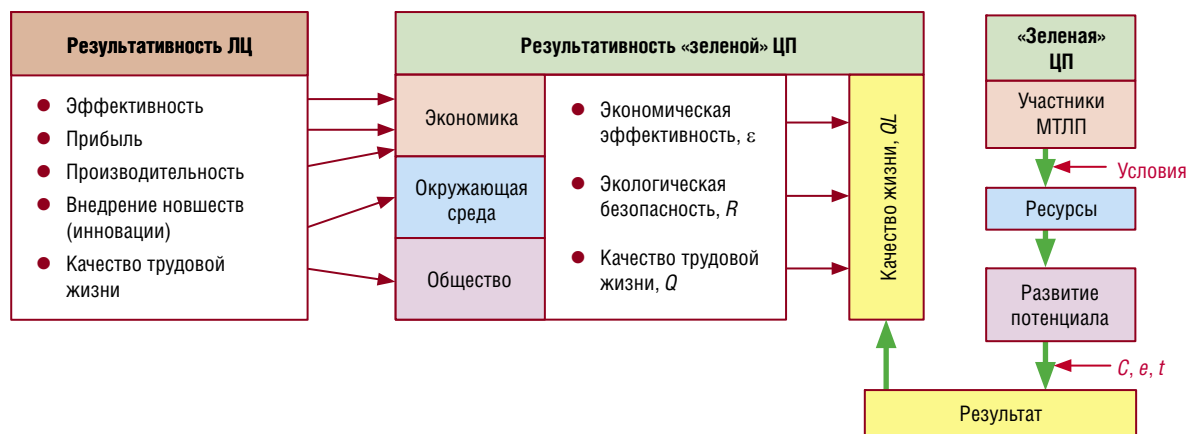 Результативность ЛЦ
Эффективность
Прибыль
Производительность
Внедрение новшеств
(инновации)
Качество трудовой
жизни
Результативность «зеленой» ЦП
Экономика
Окружающая
среда
Общество
Экономическая
эффективность, ε
Экологическая
безопасность, R
Качество трудовой
жизни, Q
Качество жизни, QL
«Зеленая»
ЦП
Участники
МТЛП
Условия
Ресурсы
Развитие
потенциала
C, e, t
Результат